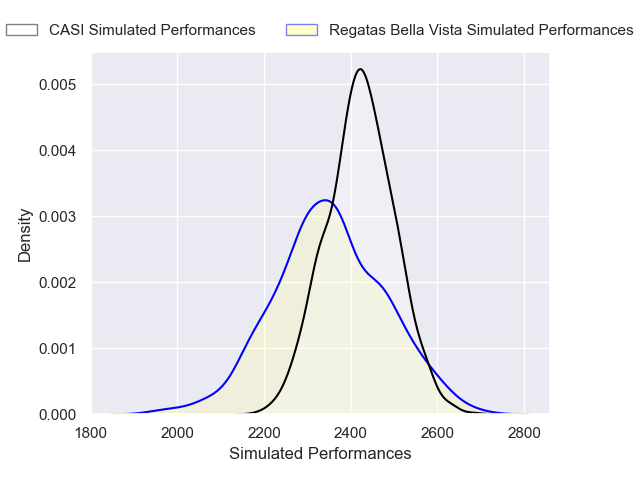 CASI Simulated Performances Regatas Bella Vista Simulated Performances
0.005
0.004
0.003
0.002
0.001
0.000
Density
1800 2000 2200 2400 2600 2800
Simulated Performances